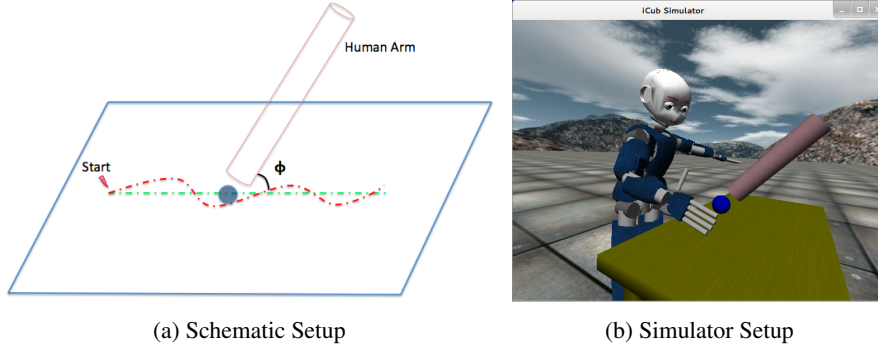 iCub Simulator
Human Arm
Start
ϕ
(a) Schematic Setup
(b) Simulator Setup